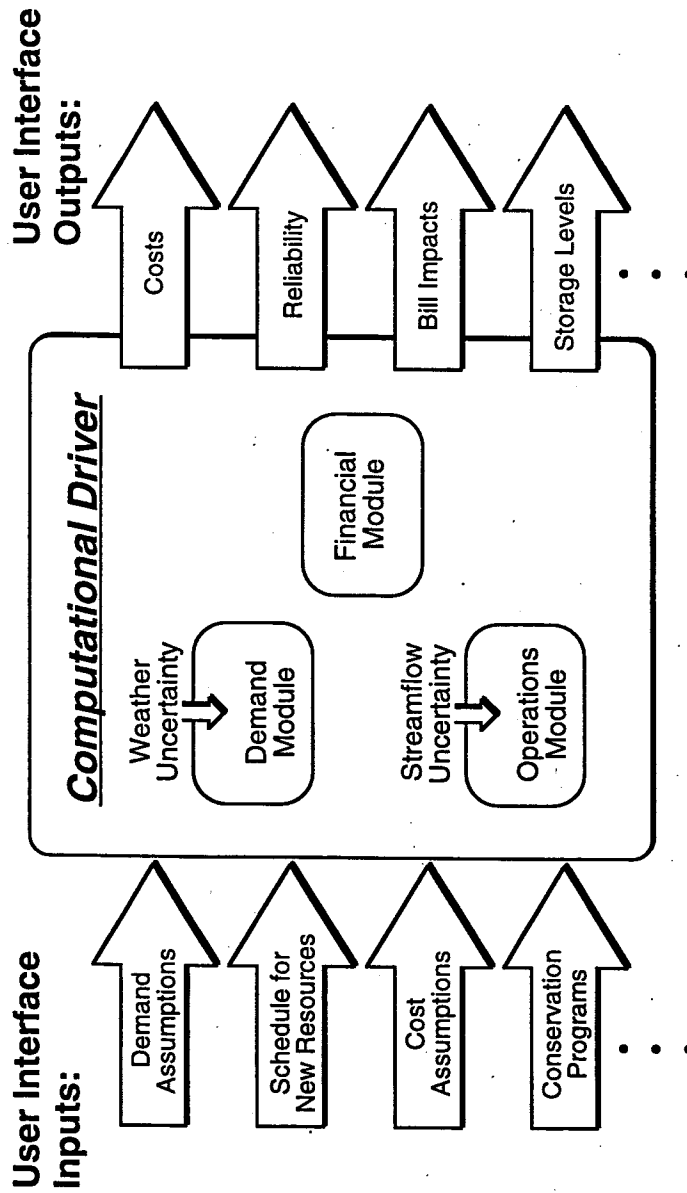 User Interface
Inputs:
Demand
Assumptions
Schedule for
New Resources
Cost
Assumptions
Conservation
Programs
Computational Driver
Weather
Uncertainty
Demand
Module
Streamflow
Uncertainty
Operations
Module
Financial
Module
User Interface
Outputs:
Costs
Reliability
Bill Impacts
Storage Levels